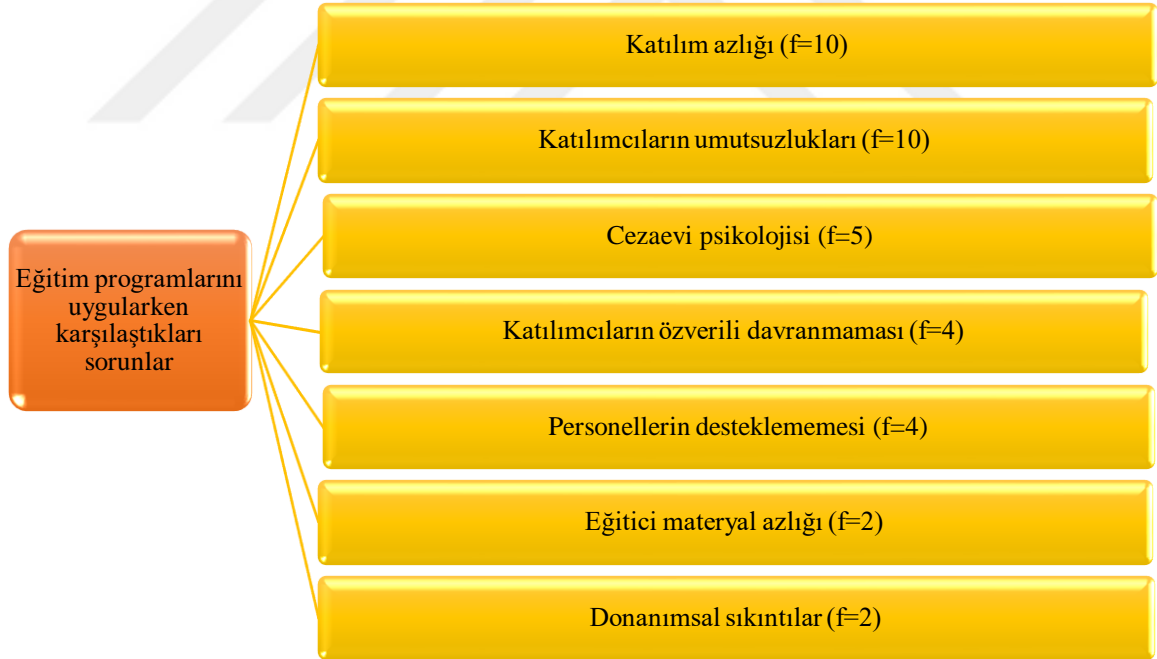 Katılım azlığı (f=10)
Katılımcıların umutsuzlukları (f=10)
Cezaevi psikolojisi (f=5)
Eğitim programlarını
uygularken
karşılaştıkları
sorunlar
Katılımcıların özverili davranmaması (f=4)
Personellerin desteklememesi (f=4)
Eğitici materyal azlığı (f=2)
Donanımsal sıkıntılar (f=2)